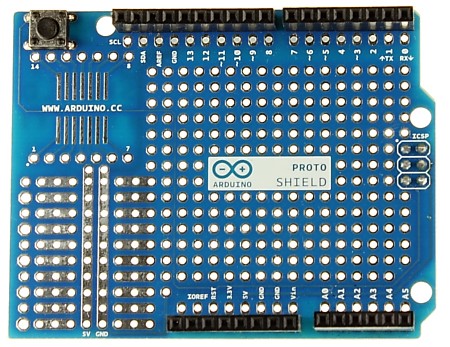 SCL SDA AREF GND 13 12 ~11 ~10 ~9 8 7 ~6 ~5 4 ~3 2 ←TX 1 RX← 0
14 8
WWW.ARDUINO.CC
ICSP
1 7
PROTO
ARDUINO SHIELD
IOREF RST 3.3V 5V GND GND Vin A0 A1 A2 A3 A4 A5
5V GND